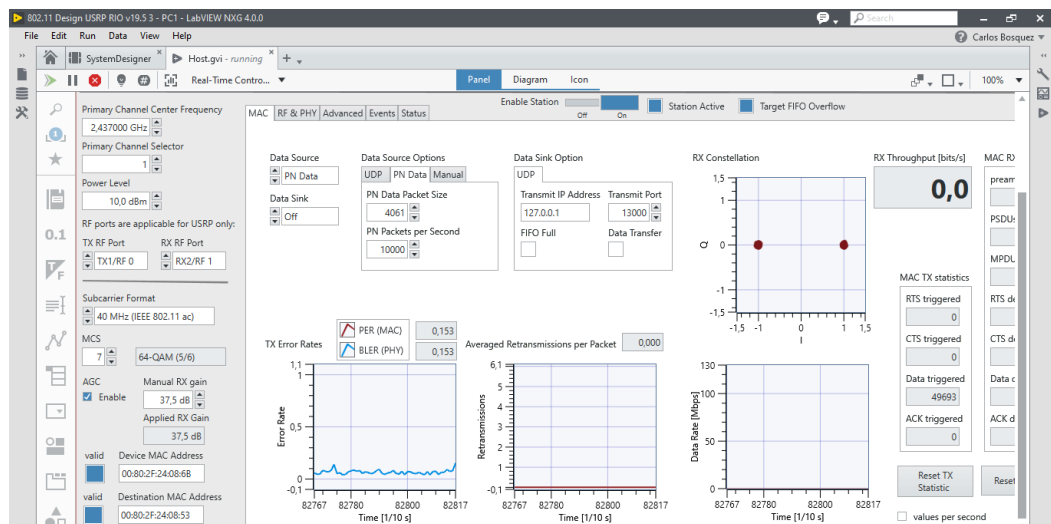 802.11 Design USRP RIO v19.5 3 - PC1 - LabVIEW NXG 4.0.0
Search
File Edit Run Data View Help
Carlos Bosquez
SystemDesigner
Host.gvi - running
Real-Time Contro...
Panel Diagram Icon
100%
Primary Channel Center Frequency
2,437000 GHz
Primary Channel Selector
1
Power Level
10,0 dBm
RF ports are applicable for USRP only:
TX RF Port RX RF Port
TX1/RF 0 RX2/RF 1
Subcarrier Format
40 MHz (IEEE 802.11 ac)
MCS
7 64-QAM (5/6)
AGC Manual RX gain
Enable 37,5 dB
Applied RX Gain
37,5 dB
valid Device MAC Address
00:80:2F:24:08:6B
valid Destination MAC Address
00:80:2F:24:08:53
1
0.1
F
MAC RF & PHY Advanced Events Status
Enable Station
Off On
Station Active
Target FIFO Overflow
Data Source
PN Data
Data Sink
Off
Data Source Options
UDP PN Data Manual
PN Data Packet Size
4061
PN Packets per Second
10000
Data Sink Option
UDP
Transmit IP Address Transmit Port
127.0.0.1 13000
FIFO Full Data Transfer
RX Constellation
1,5
1
0
-1
-1,5
Q
-1,5 -1 0 1 1,5
I
RX Throughput [bits/s]
0,0
MAC RX
pream
PSDUs
MPDU
MAC TX statistics
RTS triggered RTS de
0
CTS triggered CTS de
0
Data triggered Data d
49693
ACK triggered ACK d
0
Reset TX
Statistic
Reset
values per second
TX Error Rates
PER (MAC) 0,153
BLER (PHY) 0,153
1,1
1
0,5
0
-0,1
Error Rate
82767 82780 82800 82817
Time [1/10 s]
Averaged Retransmissions per Packet 0,000
6,1
5
4
3
2
1
-0,1
Retransmissions
82767 82780 82800 82817
Time [1/10 s]
130
100
50
0
Data Rate [Mbps]
82767 82780 82800 82817
Time [1/10 s]